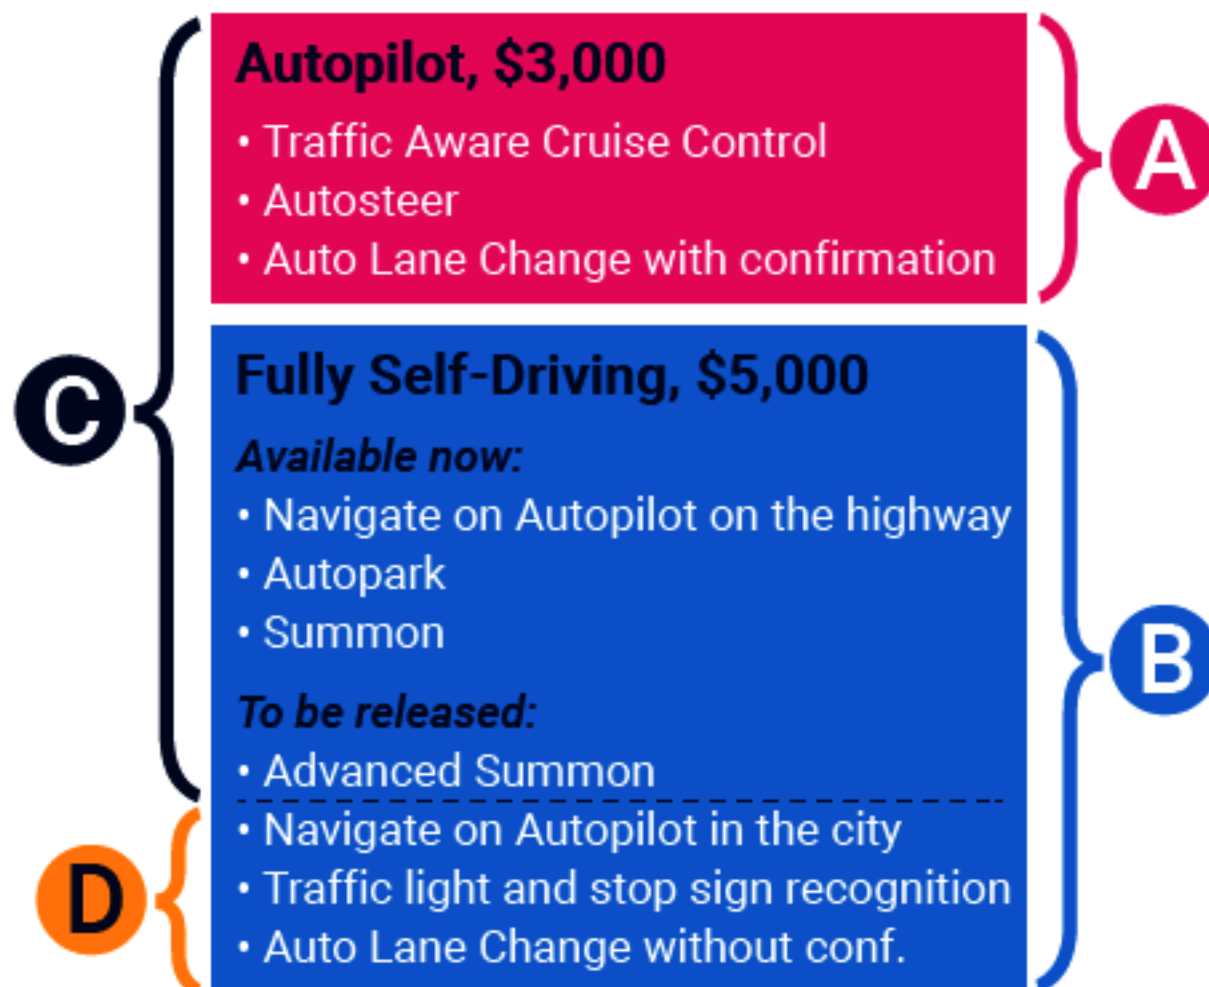 Autopilot, $3,000
• Traffic Aware Cruise Control
• Autosteer
• Auto Lane Change with confirmation
A
Fully Self-Driving, $5,000
Available now:
• Navigate on Autopilot on the highway
• Autopark
• Summon
To be released:
• Advanced Summon
• Navigate on Autopilot in the city
• Traffic light and stop sign recognition
• Auto Lane Change without conf.
B
C
D